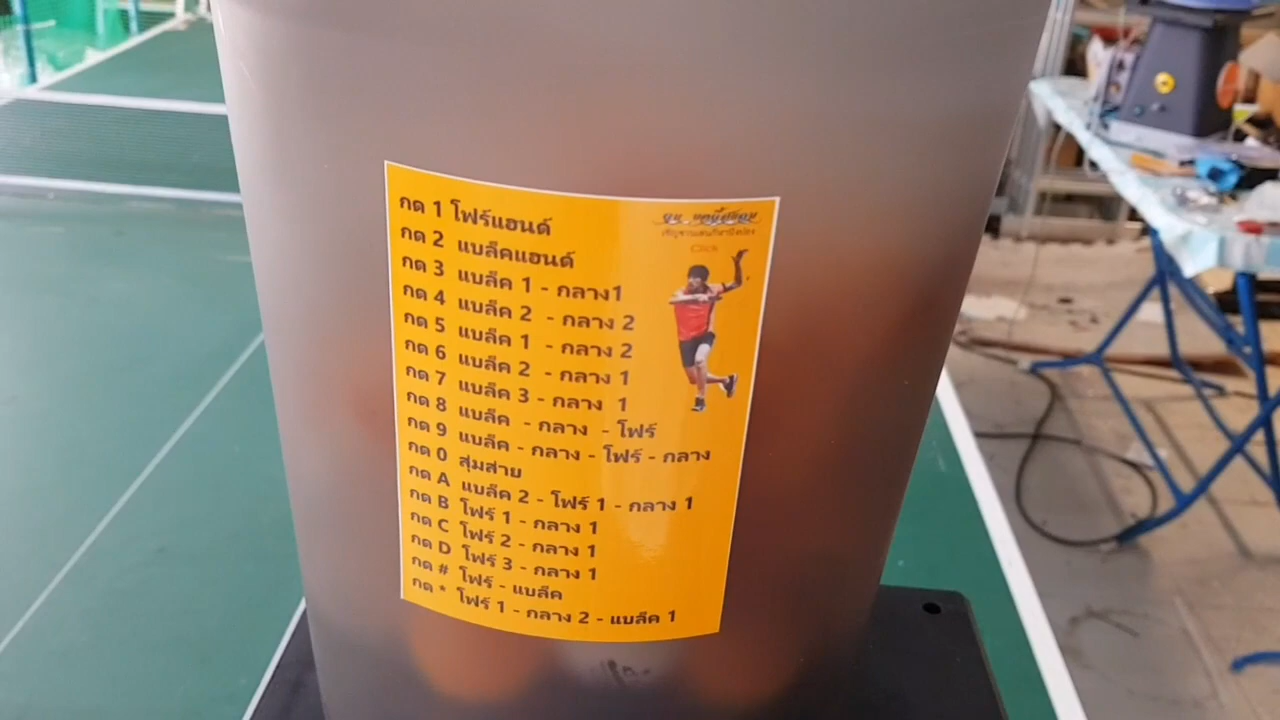 กด 1 โฟร์แฮนด์
กด 2 แบล็คแฮนด์
กด 3 แบล็ค 1 - กลาง1
กด 4 แบล็ค 2 - กลาง 2
กด 5 แบล็ค 1 - กลาง 2
กด 6 แบล็ค 2 - กลาง 1
กด 7 แบล็ค 3 - กลาง 1
กด 8 แบล็ค - กลาง - โฟร์
กด 9 แบล็ค - กลาง - โฟร์ - กลาง
กด 0 สุ่มส่าย
กด A แบล็ค 2 - โฟร์ 1 - กลาง 1
กด B โฟร์ 1 - กลาง 1
กด C โฟร์ 2 - กลาง 1
กด D โฟร์ 3 - กลาง 1
กด # โฟร์ - แบล็ค
กด * โฟร์ 1 - กลาง 2 - แบล็ค 1
Click